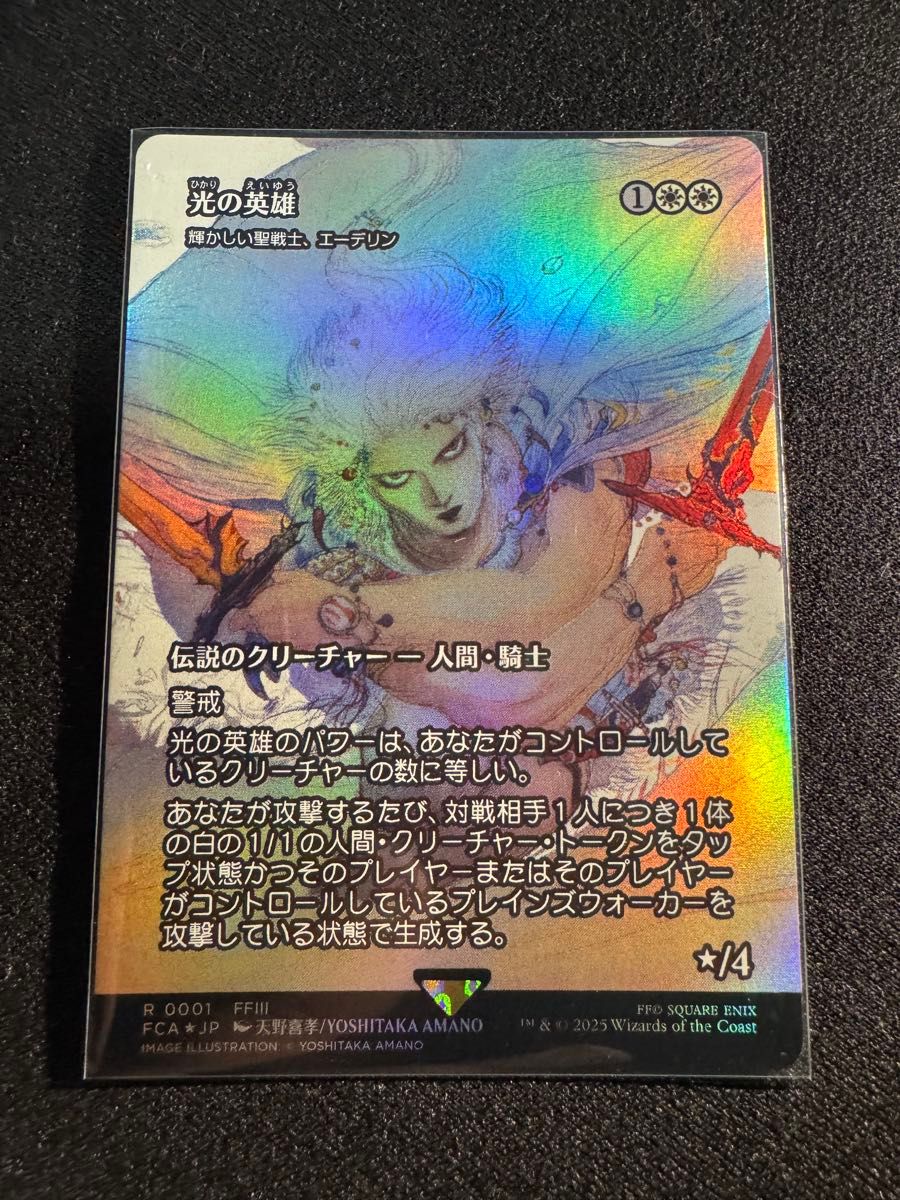 ひかり えいゆう
光の英雄
1
輝かしい聖戦士、エーデリン
伝説のクリーチャー ― 人間・騎士
警戒
光の英雄のパワーは、あなたがコントロールして
いるクリーチャーの数に等しい。
あなたが攻撃するたび、対戦相手1人につき1体
の白の1/1の人間・クリーチャー・トークンをタッ
プ状態かつそのプレイヤーまたはそのプレイヤー
がコントロールしているプレインズウォーカーを
攻撃している状態で生成する。
★/4
R 0001 FFIII
FCA★JP 天野喜孝/YOSHITAKA AMANO
IMAGE ILLUSTRATION © YOSHITAKA AMANO
FF© SQUARE ENIX
™ & © 2025 Wizards of the Coast